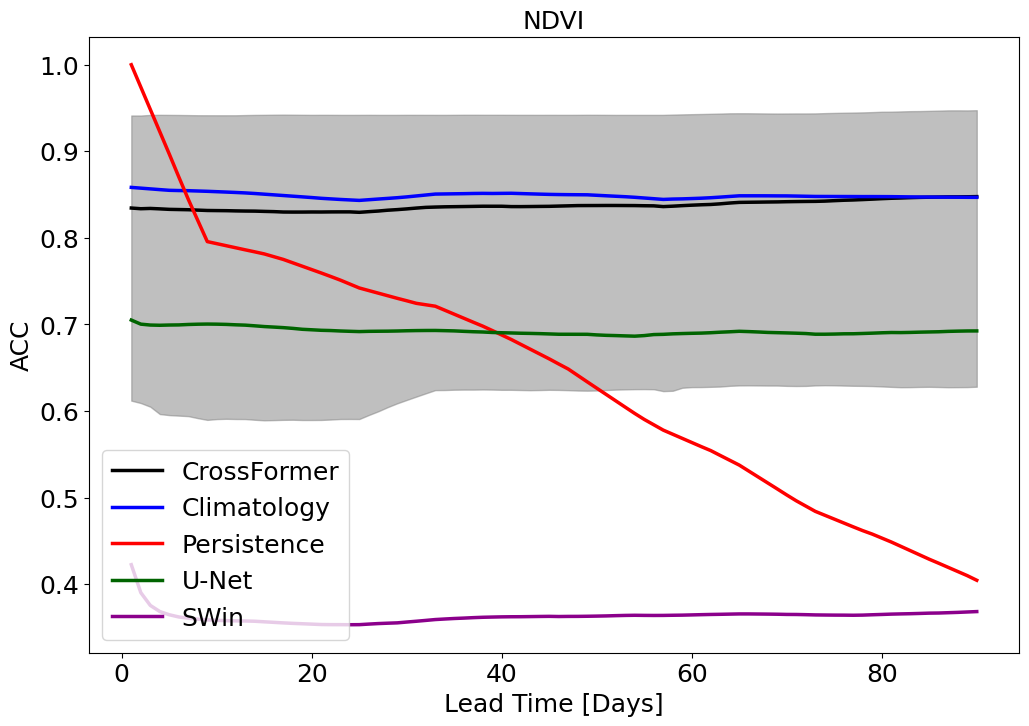 NDVI
1.0
0.9
0.8
0.7
0.6
0.5
0.4
ACC
CrossFormer
Climatology
Persistence
U-Net
SWin
0 20 40 60 80
Lead Time [Days]